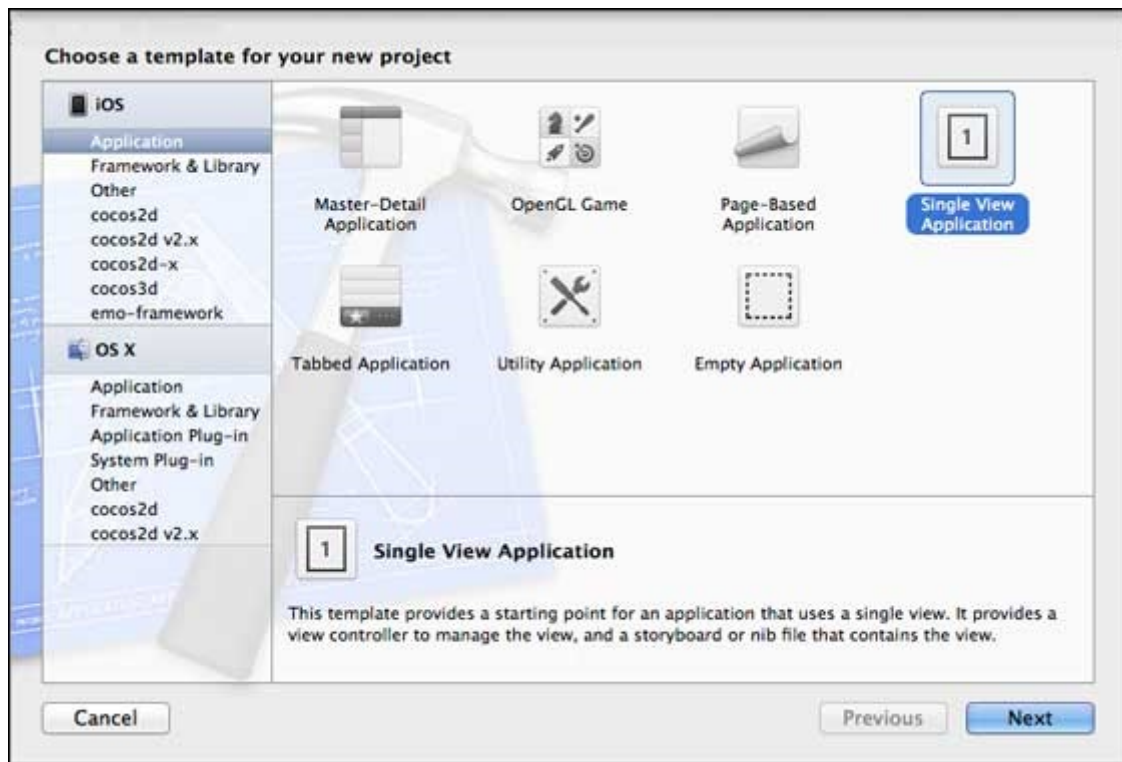 Choose a template for your new project
iOS
Application
Framework & Library
Other
cocos2d
cocos2d v2.x
cocos2d-x
cocos3d
emo-framework
OS X
Application
Framework & Library
Application Plug-in
System Plug-in
Other
cocos2d
cocos2d v2.x
Master-Detail
Application
OpenGL Game
Page-Based
Application
1
Single View
Application
Tabbed Application
Utility Application
Empty Application
1
Single View Application
This template provides a starting point for an application that uses a single view. It provides a
view controller to manage the view, and a storyboard or nib file that contains the view.
Cancel
Previous
Next